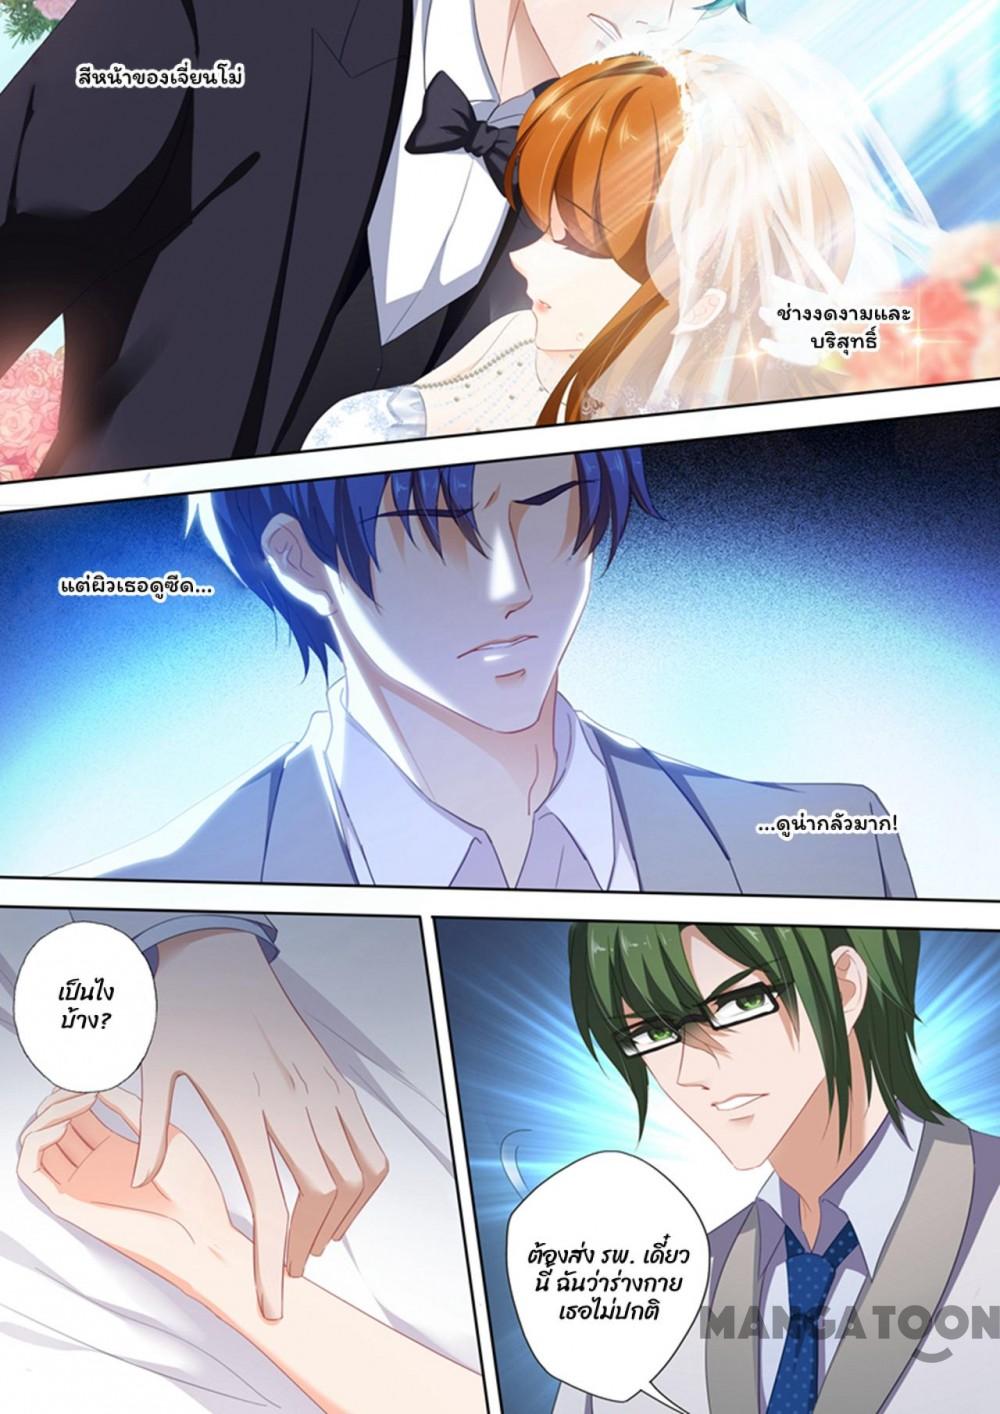 สีหน้าของเจี่ยนโม่
ช่างงดงามและ
บริสุทธิ์
แต่ผิวเธอดูซีด...
...ดูน่ากลัวมาก!
เป็นไง
บ้าง?
ต้องส่ง รพ. เดี๋ยว
นี้ ฉันว่าร่างกาย
เธอไม่ปกติ
MANGATOON